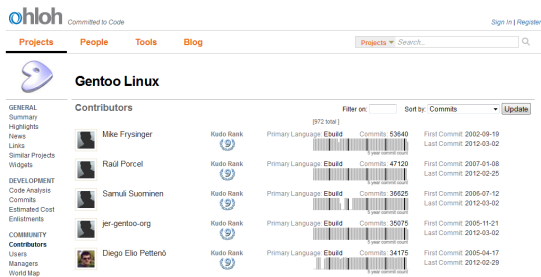 ohloh Committed to Code
Sign In | Register
Projects People Tools Blog
Projects Search...
Gentoo Linux
Contributors
Filter on: Sort by: Commits Update
[972 total ]
GENERAL
Summary
Highlights
News
Links
Similar Projects
Widgets
DEVELOPMENT
Code Analysis
Commits
Estimated Cost
Enlistments
COMMUNITY
Contributors
Users
Managers
World Map
Mike Frysinger Kudo Rank 9 Primary Language: Ebuild Commits: 53640 First Commit: 2002-09-19
Last Commit: 2012-03-02
5 year commit count
Raúl Porcel Kudo Rank 9 Primary Language: Ebuild Commits: 47120 First Commit: 2007-01-08
Last Commit: 2012-02-25
5 year commit count
Samuli Suominen Kudo Rank 9 Primary Language: Ebuild Commits: 36625 First Commit: 2006-07-12
Last Commit: 2012-03-02
5 year commit count
jer-gentoo-org Kudo Rank 9 Primary Language: Ebuild Commits: 35075 First Commit: 2005-11-21
Last Commit: 2012-03-02
5 year commit count
Diego Elio Pettenò Kudo Rank 9 Primary Language: Ebuild Commits: 34175 First Commit: 2005-04-17
Last Commit: 2012-02-29
5 year commit count